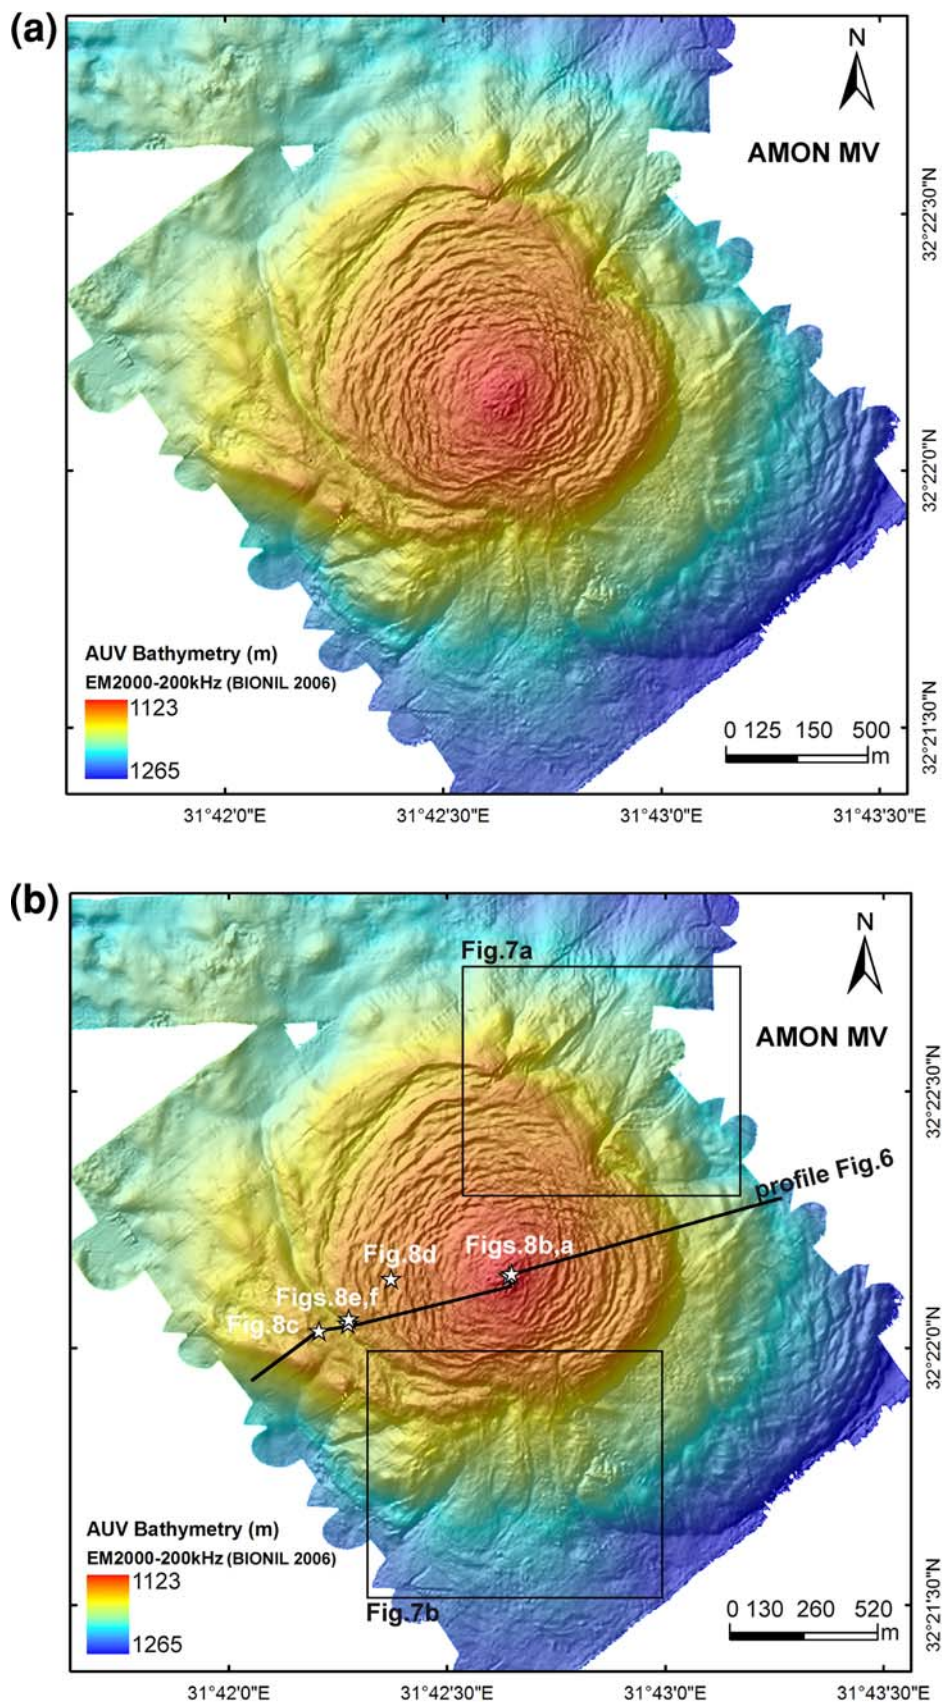 (a)
N
AMON MV
32°22'30"N
32°22'0"N
32°21'30"N
AUV Bathymetry (m)
EM2000-200kHz (BIONIL 2006)
1123
1265
0 125 150 500
m
31°42'0"E 31°42'30"E 31°43'0"E 31°43'30"E
(b)
N
Fig.7a
AMON MV
32°22'30"N
profile Fig.6
Figs.8b,a
Fig.8d
Figs.8e,f
Fig.8c
32°22'0"N
AUV Bathymetry (m)
EM2000-200kHz (BIONIL 2006)
1123
1265
Fig.7b
0 130 260 520
m
32°21'30"N
31°42'0"E 31°42'30"E 31°43'0"E 31°43'30"E